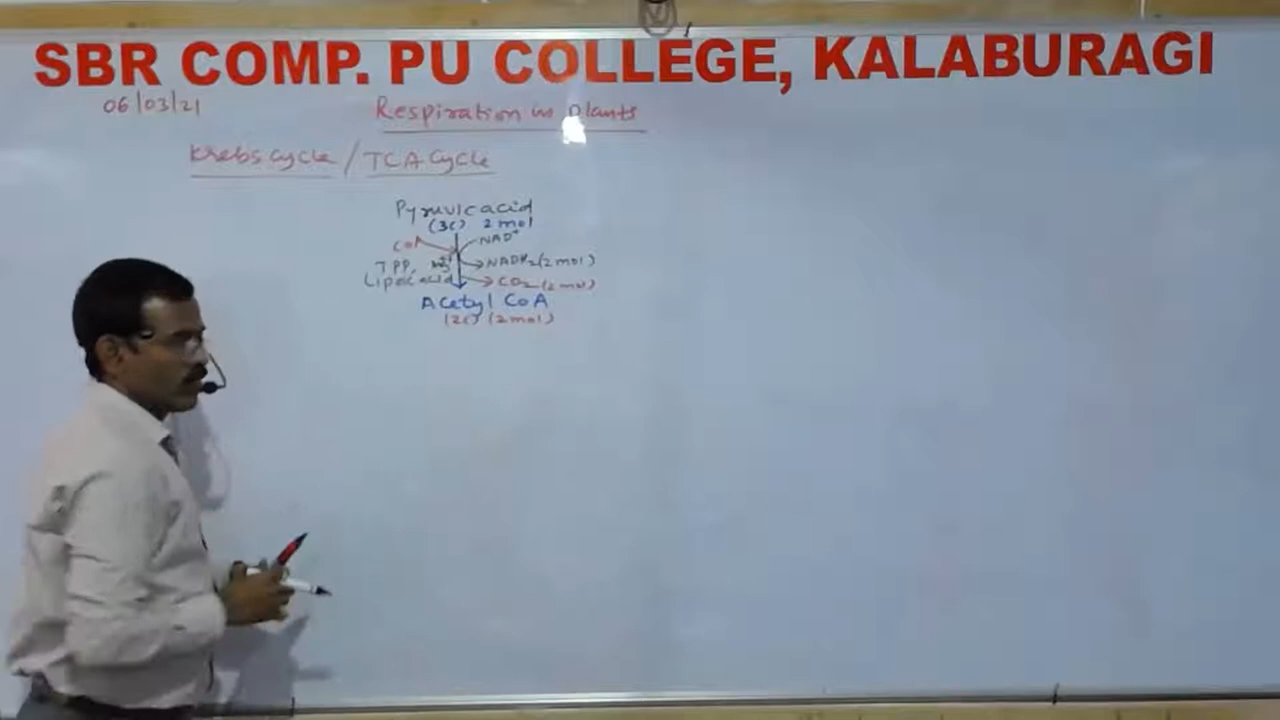 SBR COMP. PU COLLEGE, KALABURAGI
06/03/21
Respiration in Plants
Krebs cycle / TCA Cycle
Pyruvic acid
(3C) 2 mol
CoA NAD⁺
TPP, Mg²⁺ NADH₂ (2 mol)
Lipoic acid CO₂ (2 mol)
Acetyl CoA
(2C) (2 mol)